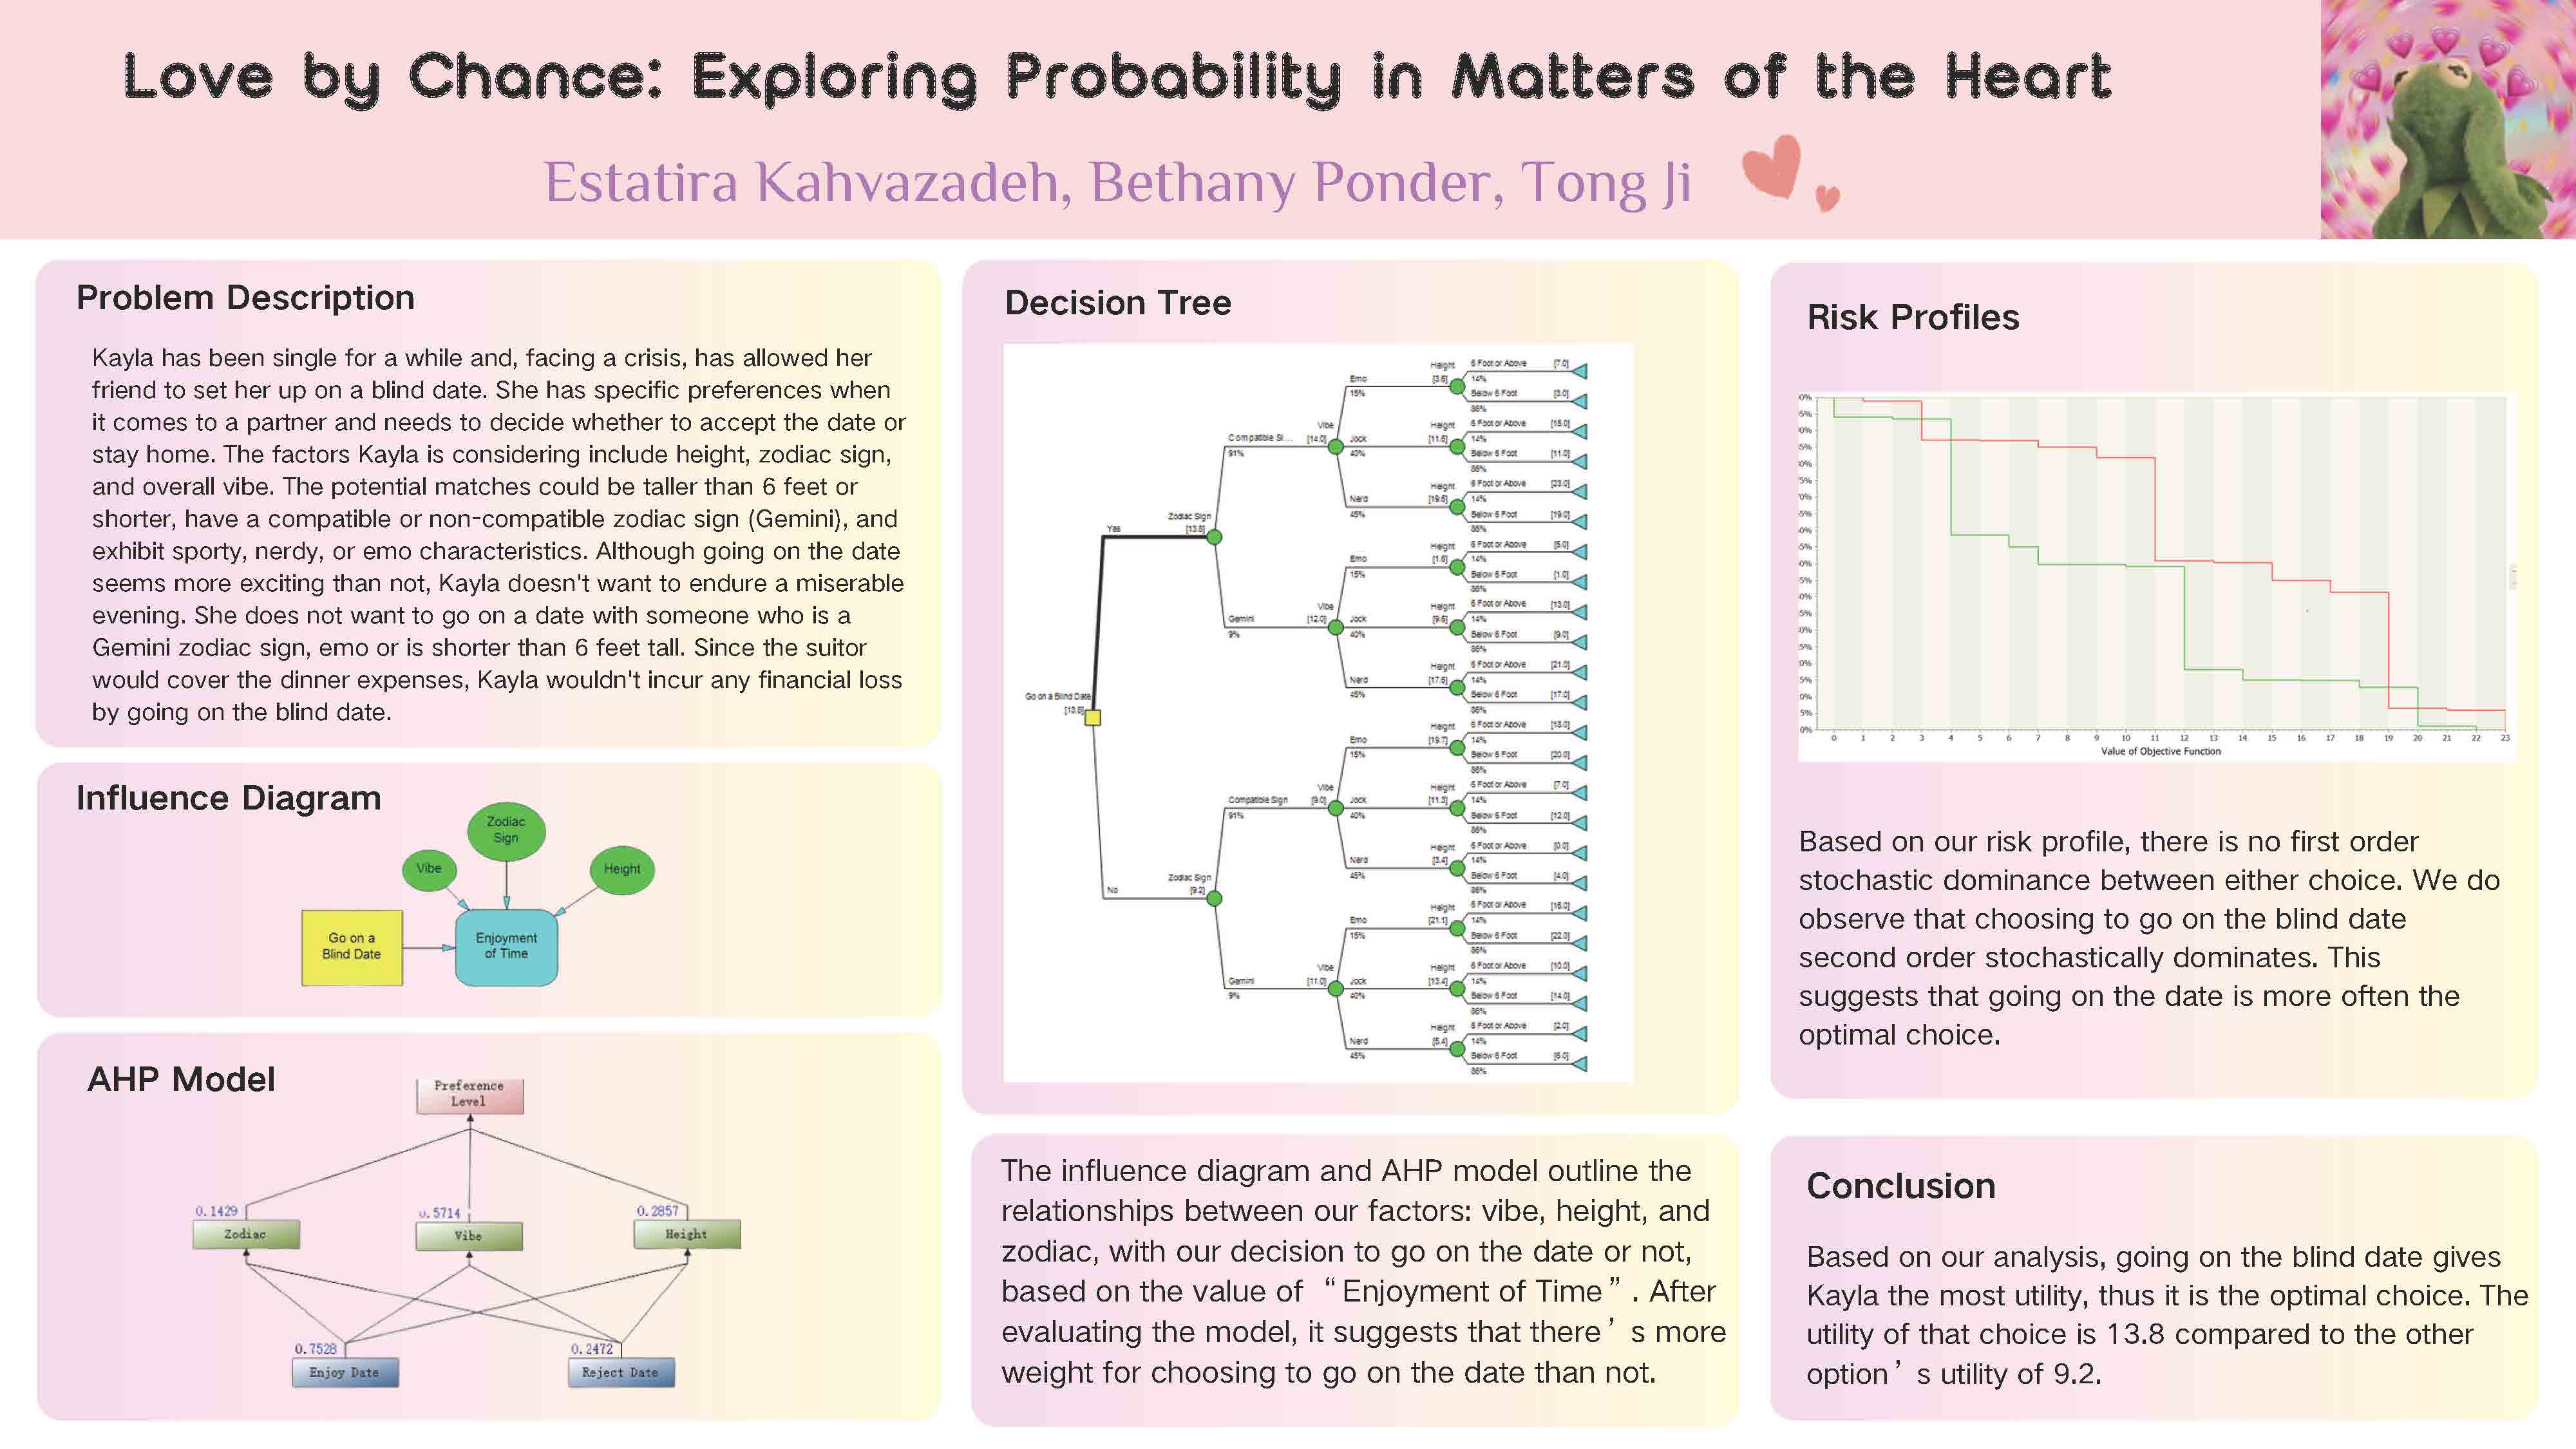 Love by Chance: Exploring Probability in Matters of the Heart
Estatira Kahvazadeh, Bethany Ponder, Tong Ji
Problem Description
Kayla has been single for a while and, facing a crisis, has allowed her
friend to set her up on a blind date. She has specific preferences when
it comes to a partner and needs to decide whether to accept the date or
stay home. The factors Kayla is considering include height, zodiac sign,
and overall vibe. The potential matches could be taller than 6 feet or
shorter, have a compatible or non-compatible zodiac sign (Gemini), and
exhibit sporty, nerdy, or emo characteristics. Although going on the date
seems more exciting than not, Kayla doesn't want to endure a miserable
evening. She does not want to go on a date with someone who is a
Gemini zodiac sign, emo or is shorter than 6 feet tall. Since the suitor
would cover the dinner expenses, Kayla wouldn't incur any financial loss
by going on the blind date.
Influence Diagram
Zodiac
Sign
Vibe
Height
Go on a
Blind Date
Enjoyment
of Time
AHP Model
Preference
Level
0.1429
Zodiac
0.5714
Vibe
0.2857
Height
0.7528
Enjoy Date
0.2472
Reject Date
Decision Tree
Go on a Blind Date
[13.8]
Yes
Zodiac Sign
[13.8]
Compatible Si...
91%
Vibe
[14.0]
Emo
15%
Height
[3.6]
6 Foot or Above [7.0]
14%
Below 6 Foot [3.0]
86%
Jock
40%
Height
[11.6]
6 Foot or Above [15.0]
14%
Below 6 Foot [11.0]
86%
Nerd
45%
Height
[19.6]
6 Foot or Above [23.0]
14%
Below 6 Foot [19.0]
86%
Gemini
9%
Vibe
[12.0]
Emo
15%
Height
[1.6]
6 Foot or Above [5.0]
14%
Below 6 Foot [1.0]
86%
Jock
40%
Height
[9.6]
6 Foot or Above [13.0]
14%
Below 6 Foot [9.0]
86%
Nerd
45%
Height
[17.6]
6 Foot or Above [21.0]
14%
Below 6 Foot [17.0]
86%
No
Zodiac Sign
[9.2]
Compatible Sign
91%
Vibe
[9.0]
Emo
15%
Height
[19.7]
6 Foot or Above [18.0]
14%
Below 6 Foot [20.0]
86%
Jock
40%
Height
[11.3]
6 Foot or Above [7.0]
14%
Below 6 Foot [12.0]
86%
Nerd
45%
Height
[3.4]
6 Foot or Above [0.0]
14%
Below 6 Foot [4.0]
86%
Gemini
9%
Vibe
[11.0]
Emo
15%
Height
[21.1]
6 Foot or Above [16.0]
14%
Below 6 Foot [22.0]
86%
Jock
40%
Height
[13.4]
6 Foot or Above [10.0]
14%
Below 6 Foot [14.0]
86%
Nerd
45%
Height
[5.4]
6 Foot or Above [2.0]
14%
Below 6 Foot [6.0]
86%
The influence diagram and AHP model outline the
relationships between our factors: vibe, height, and
zodiac, with our decision to go on the date or not,
based on the value of “Enjoyment of Time”. After
evaluating the model, it suggests that there’s more
weight for choosing to go on the date than not.
Risk Profiles
0%
5%
0%
5%
0%
5%
0%
5%
0%
5%
0%
5%
0%
5%
0%
5%
0%
5%
0%
5%
0%
0 1 2 3 4 5 6 7 8 9 10 11 12 13 14 15 16 17 18 19 20 21 22 23
Value of Objective Function
Based on our risk profile, there is no first order
stochastic dominance between either choice. We do
observe that choosing to go on the blind date
second order stochastically dominates. This
suggests that going on the date is more often the
optimal choice.
Conclusion
Based on our analysis, going on the blind date gives
Kayla the most utility, thus it is the optimal choice. The
utility of that choice is 13.8 compared to the other
option’s utility of 9.2.